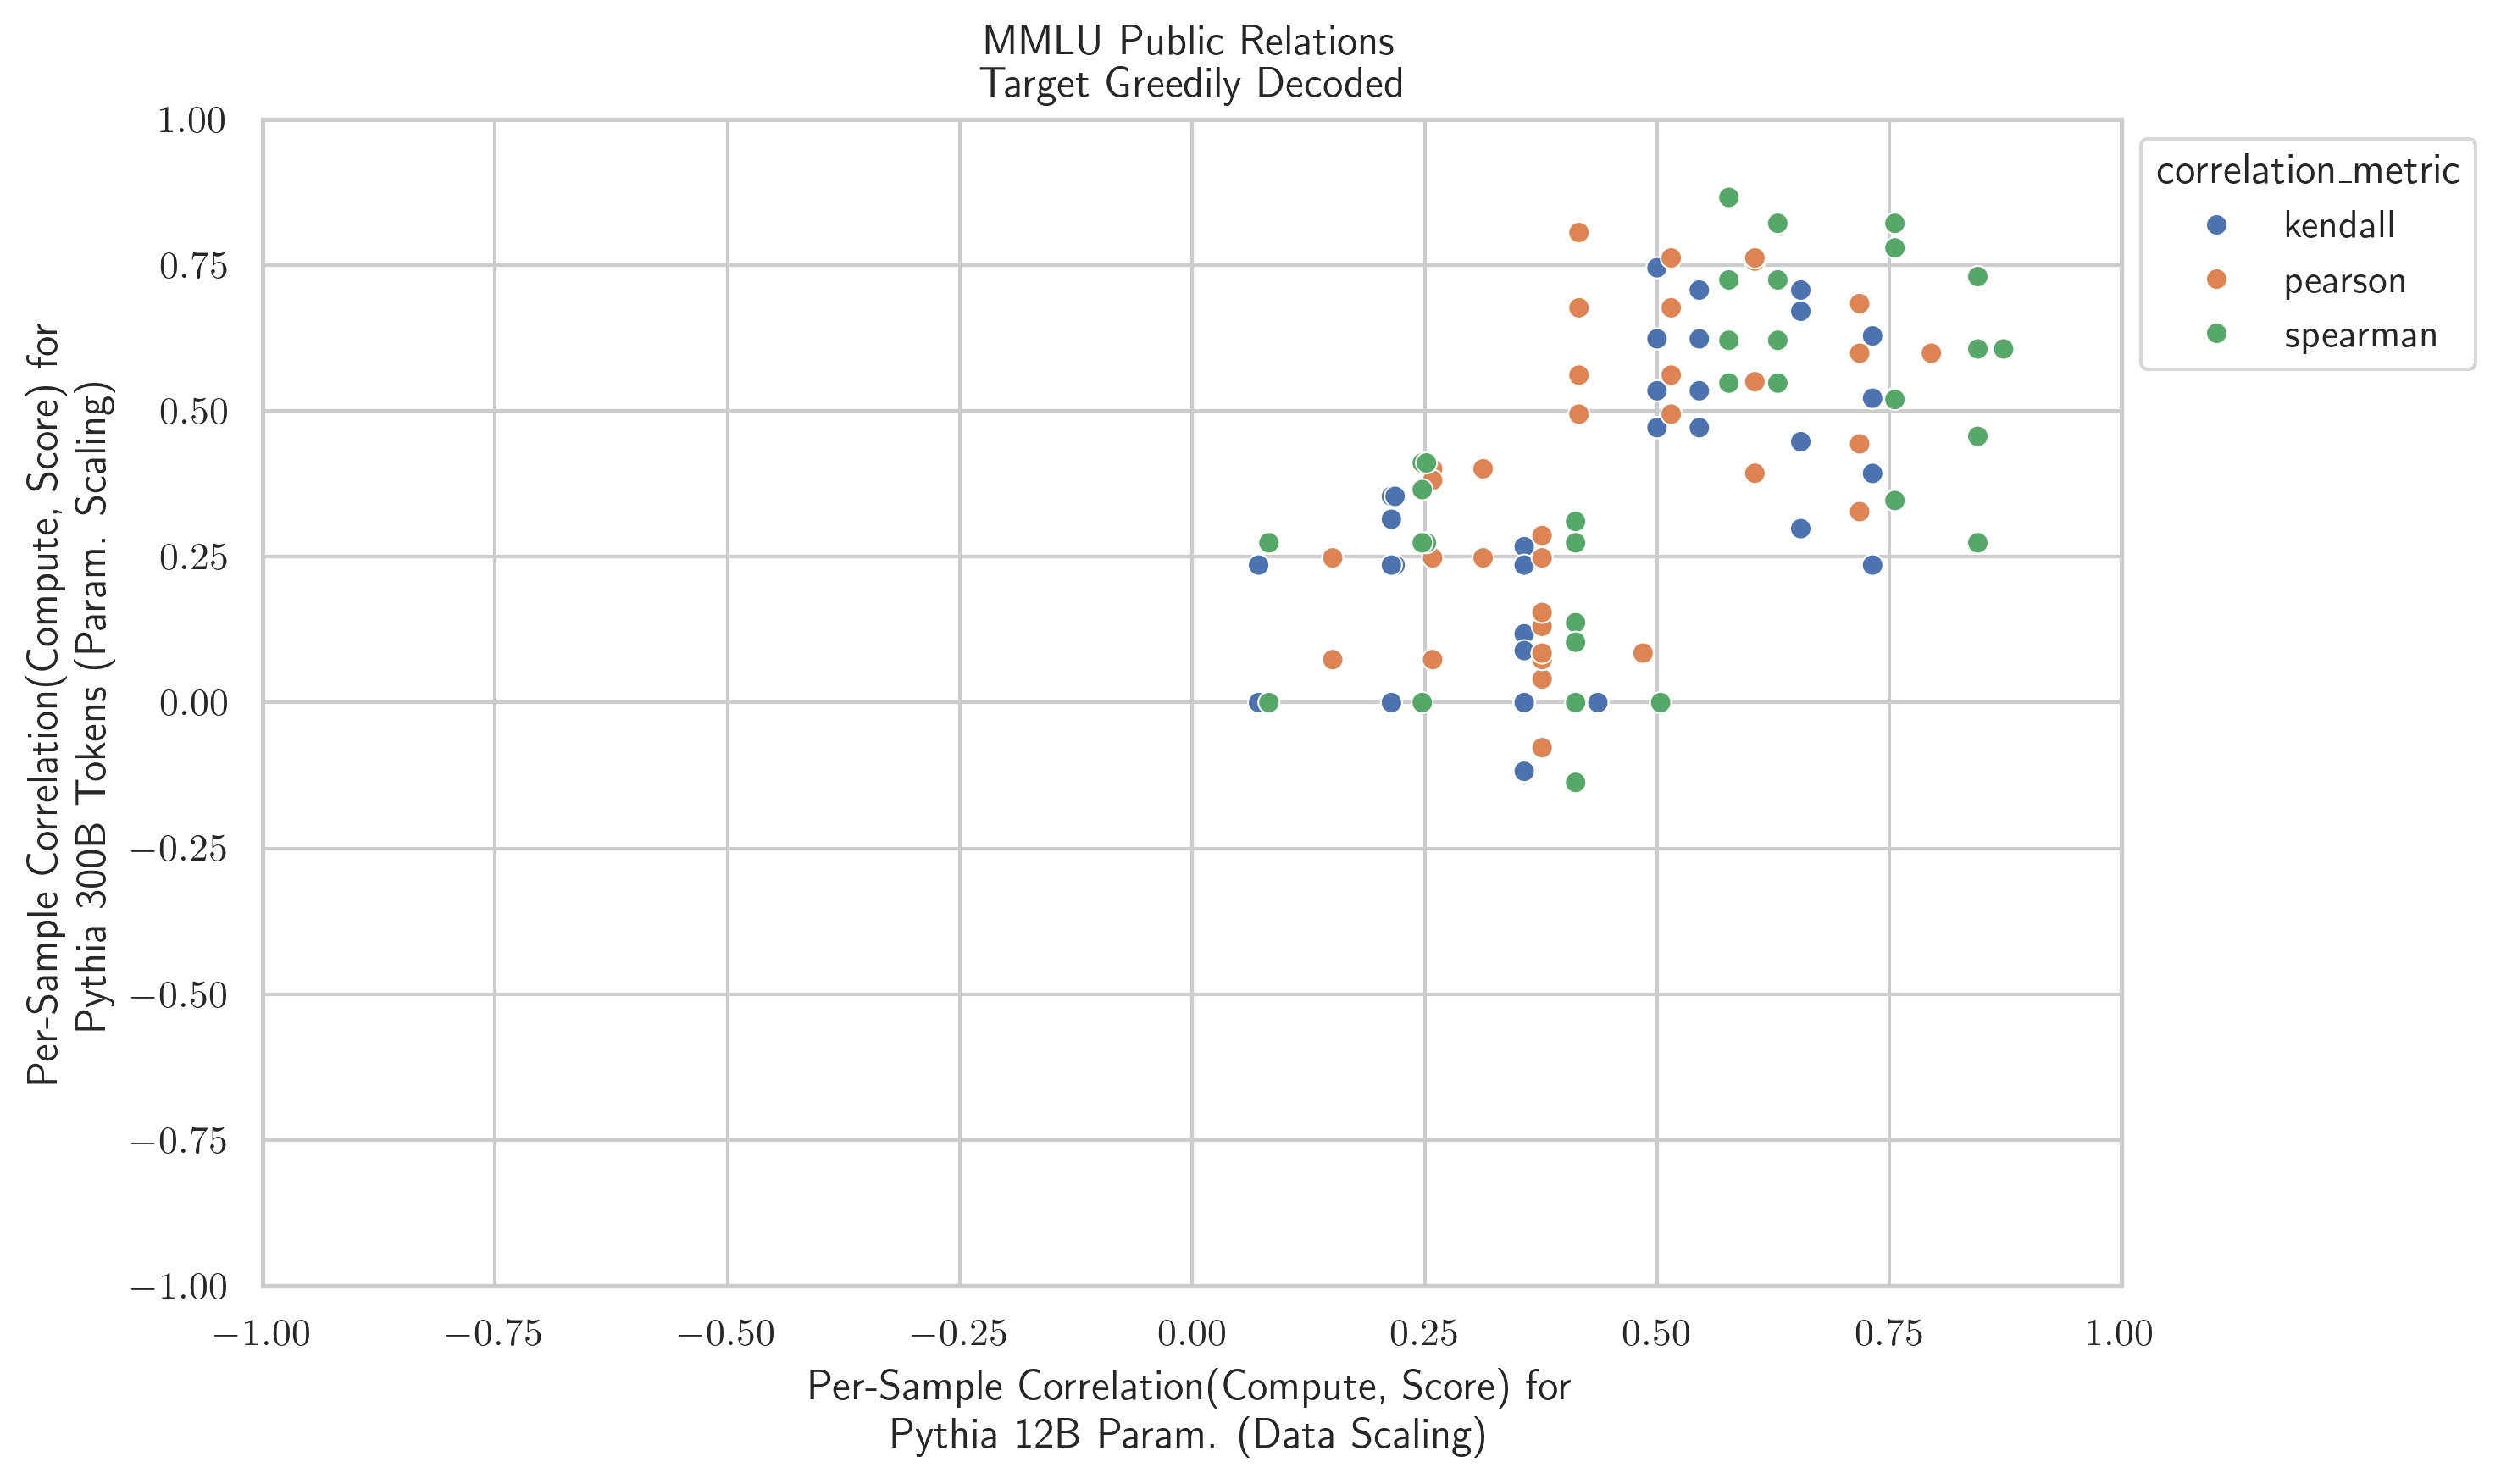 MMLU Public Relations
Target Greedily Decoded
1.00
0.75
0.50
0.25
0.00
−0.25
−0.50
−0.75
−1.00
Per-Sample Correlation(Compute, Score) for
Pythia 300B Tokens (Param. Scaling)
−1.00 −0.75 −0.50 −0.25 0.00 0.25 0.50 0.75 1.00
Per-Sample Correlation(Compute, Score) for
Pythia 12B Param. (Data Scaling)
correlation_metric
kendall
pearson
spearman